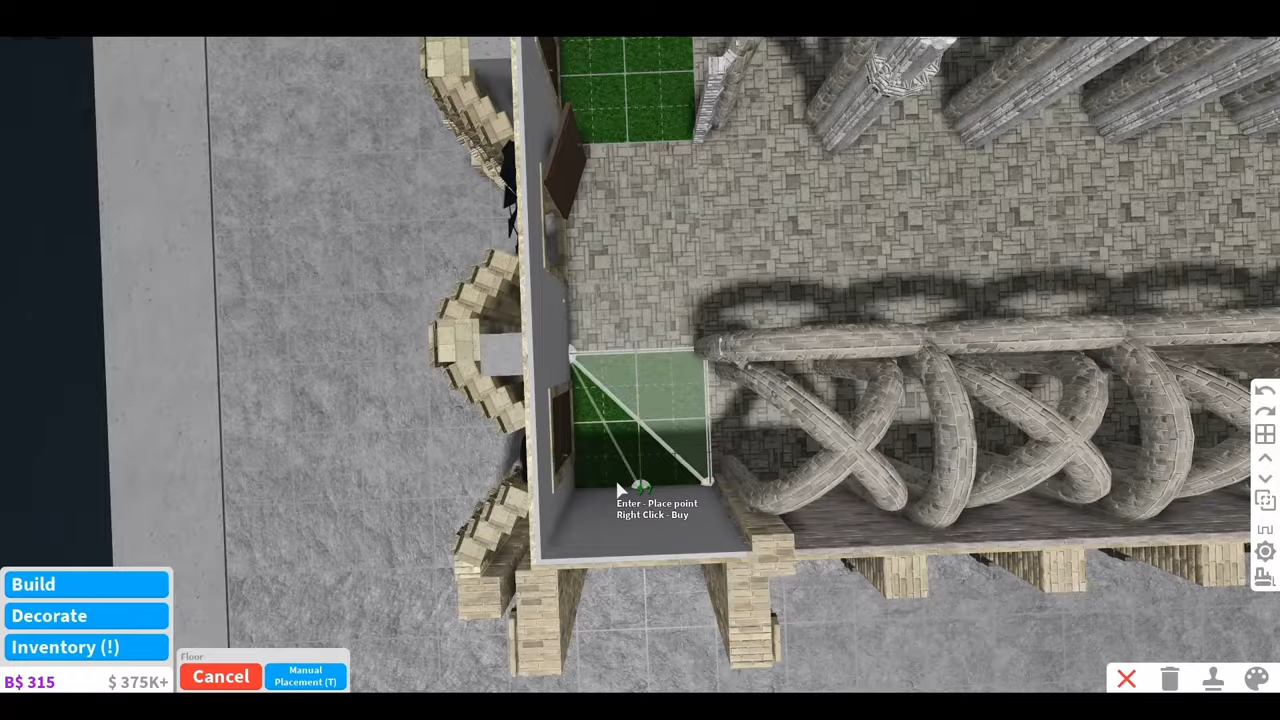 Enter - Place point
Right Click - Buy
Build
Decorate
Inventory (!)
B$ 315
$ 375K+
Floor
Cancel
Manual
Placement (T)